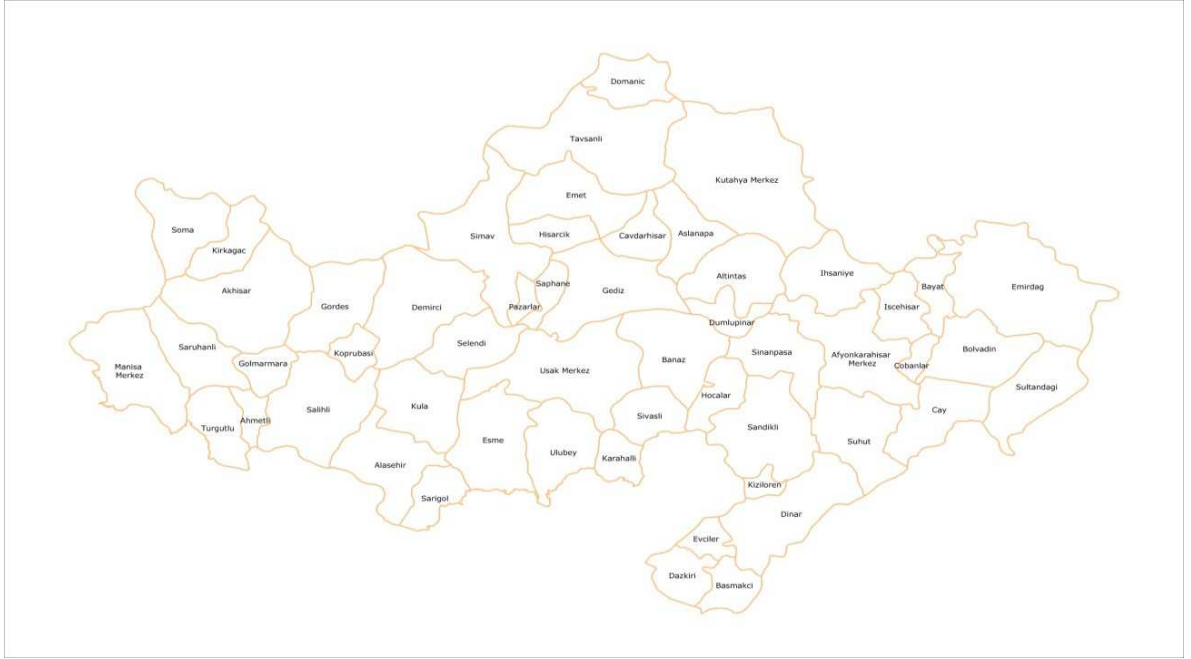 Domanic
Tavsanli
Kutahya Merkez
Emet
Soma
Hisarcik
Cavdarhisar
Aslanapa
Simav
Kirkagac
Altintas
Ihsaniye
Saphane
Bayat
Emirdag
Akhisar
Gediz
Gordes
Demirci
Pazarlar
Iscehisar
Dumlupinar
Selendi
Saruhanli
Koprubasi
Sinanpasa
Bolvadin
Banaz
Afyonkarahisar
Merkez
Golmarmara
Cobanlar
Manisa
Merkez
Usak Merkez
Sultandagi
Hocalar
Kula
Salihli
Cay
Sivasli
Ahmetli
Turgutlu
Sandikli
Esme
Suhut
Ulubey
Karahalli
Alasehir
Kiziloren
Sarigol
Dinar
Evciler
Dazkiri
Basmakci